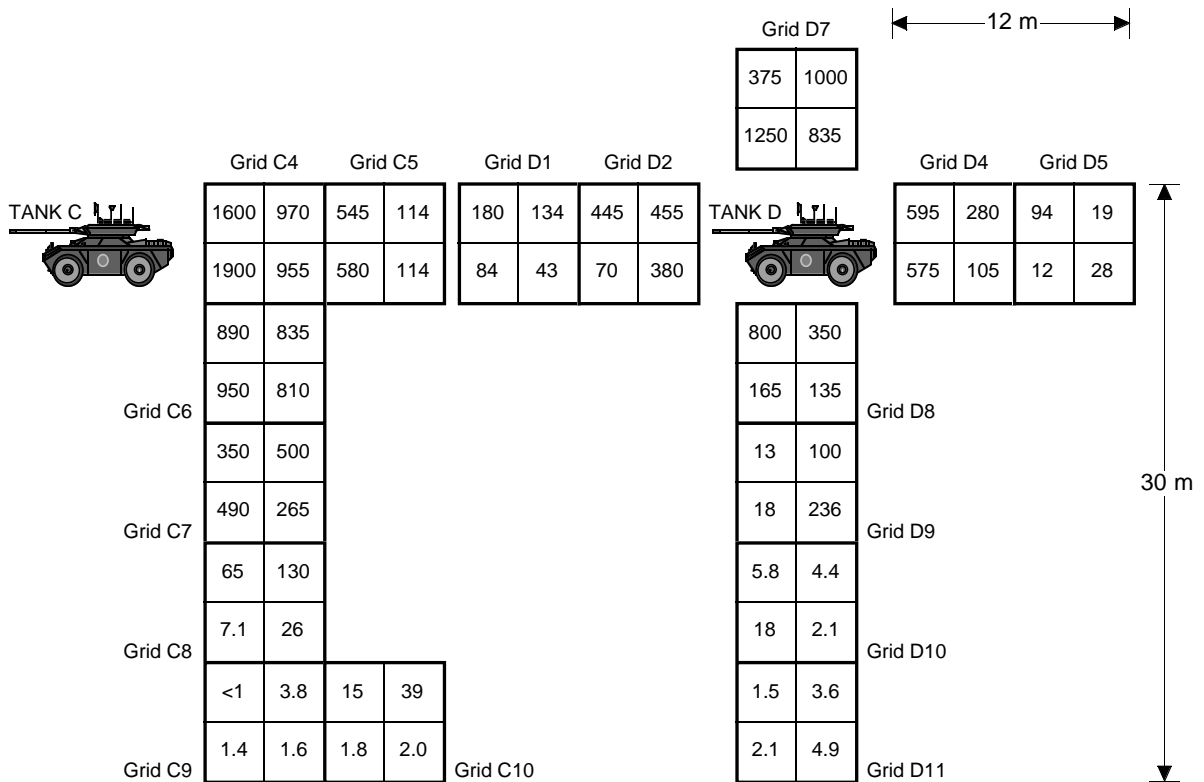 12 m
Grid D7
375 1000
1250 835
Grid C4 Grid C5 Grid D1 Grid D2 Grid D4 Grid D5
TANK C 1600 970 545 114 180 134 445 455 TANK D 595 280 94 19
1900 955 580 114 84 43 70 380 575 105 12 28
890 835 800 350
950 810 165 135
Grid C6 Grid D8
350 500 13 100
30 m
490 265 18 236
Grid C7 Grid D9
65 130 5.8 4.4
7.1 26 18 2.1
Grid C8 Grid D10
<1 3.8 15 39 1.5 3.6
1.4 1.6 1.8 2.0 2.1 4.9
Grid C9 Grid C10 Grid D11